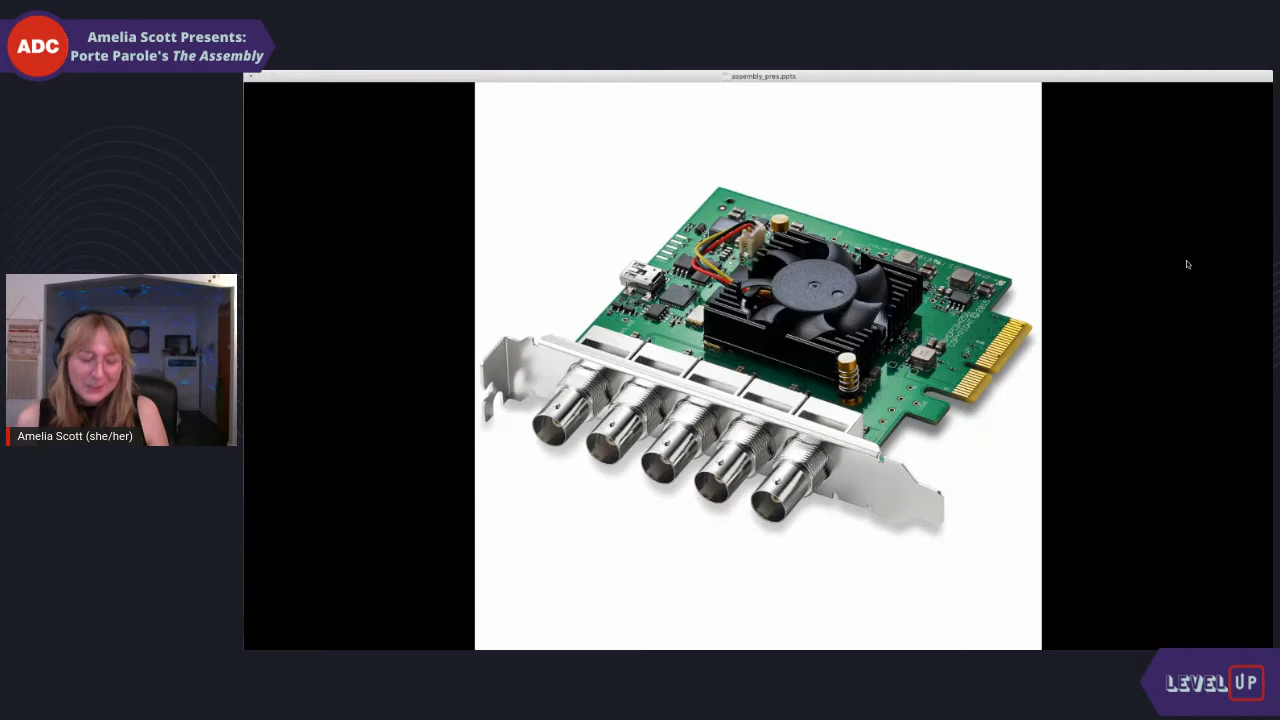 ADC
Amelia Scott Presents:
Porte Parole's The Assembly
assembly_pres.pptx
Amelia Scott (she/her)
LEVEL UP